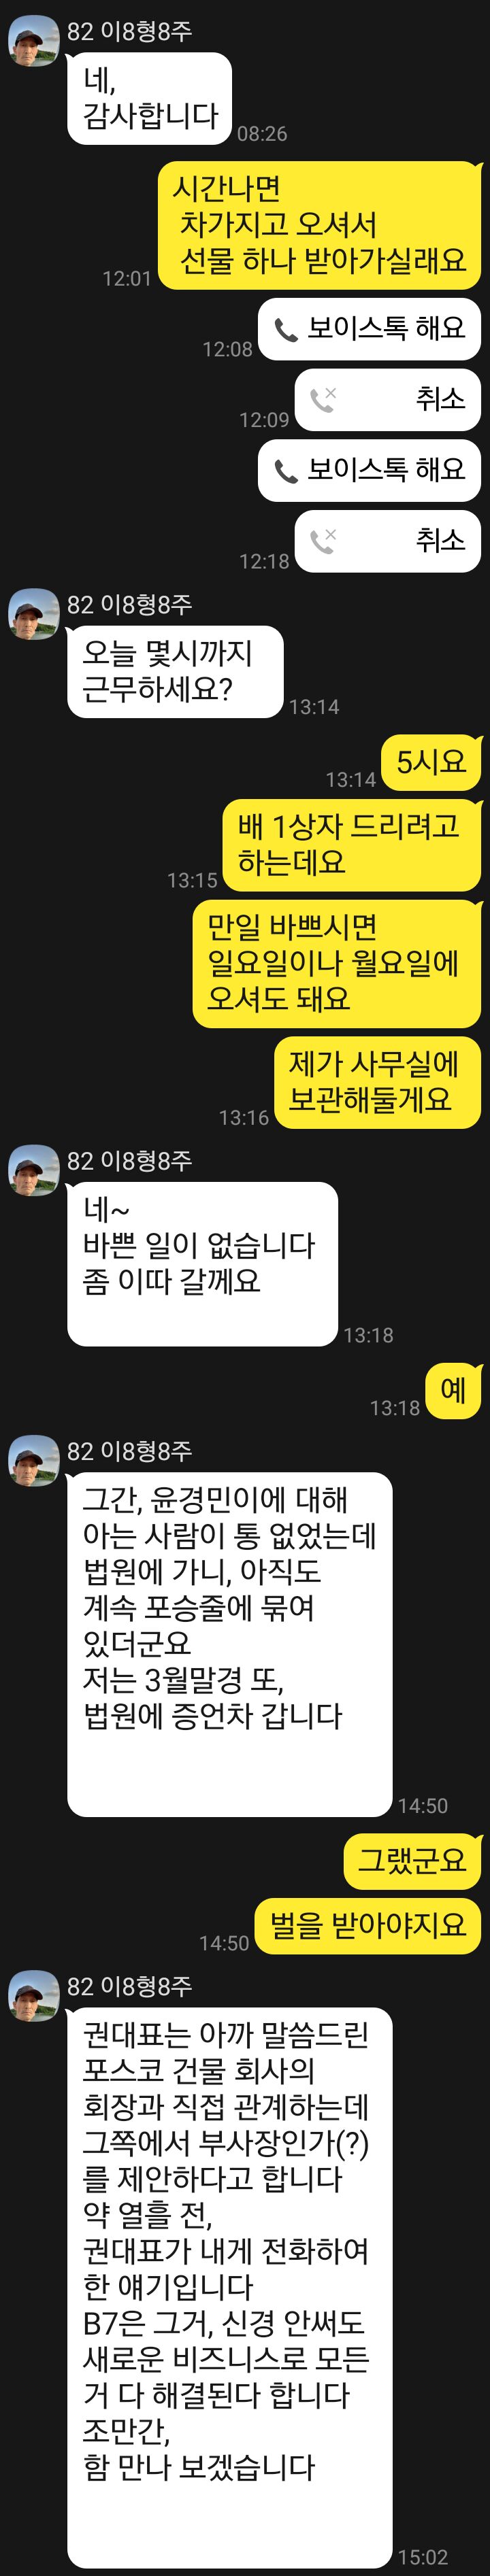 82 이8형8주
네,
감사합니다
08:26
시간나면
차가지고 오셔서
선물 하나 받아가실래요
12:01
보이스톡 해요
12:08
취소
12:09
보이스톡 해요
취소
12:18
82 이8형8주
오늘 몇시까지
근무하세요?
13:14
5시요
13:14
배 1상자 드리려고
하는데요
13:15
만일 바쁘시면
일요일이나 월요일에
오셔도 돼요
제가 사무실에
보관해둘게요
13:16
82 이8형8주
네~
바쁜 일이 없습니다
좀 이따 갈께요
13:18
예
13:18
82 이8형8주
그간, 윤경민이에 대해
아는 사람이 통 없었는데
법원에 가니, 아직도
계속 포승줄에 묶여
있더군요
저는 3월말경 또,
법원에 증언차 갑니다
14:50
그랬군요
벌을 받아야지요
14:50
82 이8형8주
권대표는 아까 말씀드린
포스코 건물 회사의
회장과 직접 관계하는데
그쪽에서 부사장인가(?)
를 제안하다고 합니다
약 열흘 전,
권대표가 내게 전화하여
한 얘기입니다
B7은 그거, 신경 안써도
새로운 비즈니스로 모든
거 다 해결된다 합니다
조만간,
함 만나 보겠습니다
15:02